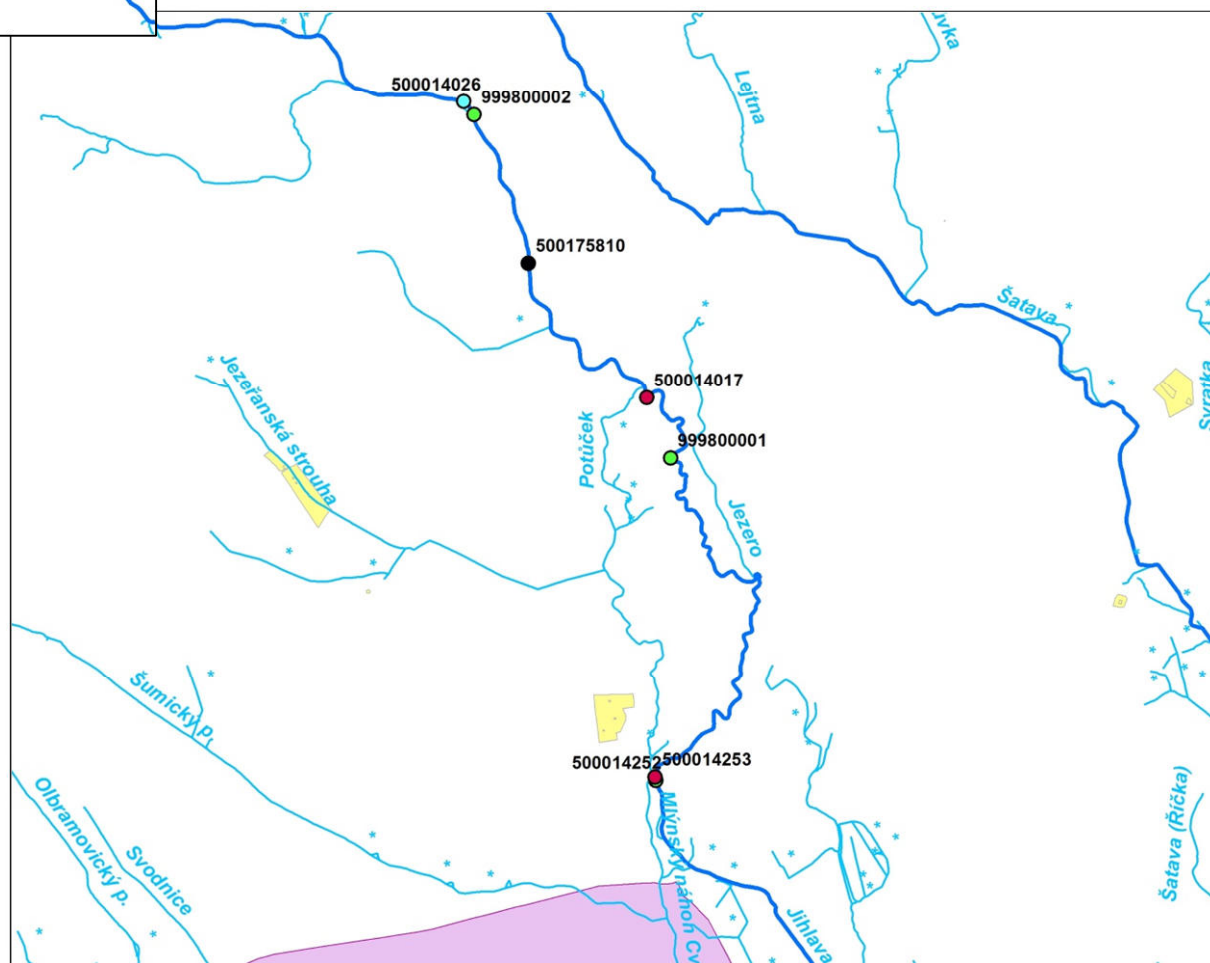 Lejtna
500014026
999800002
500175810
Šatava
Jezeřanská strouha
500014017
Potůček
999800001
Svratka
Jezero
Šumický p.
500014252
500014253
Olbramovický p.
Svodnice
Mlýnský náhon Cv
Šatava (Říčka)
Jihlava